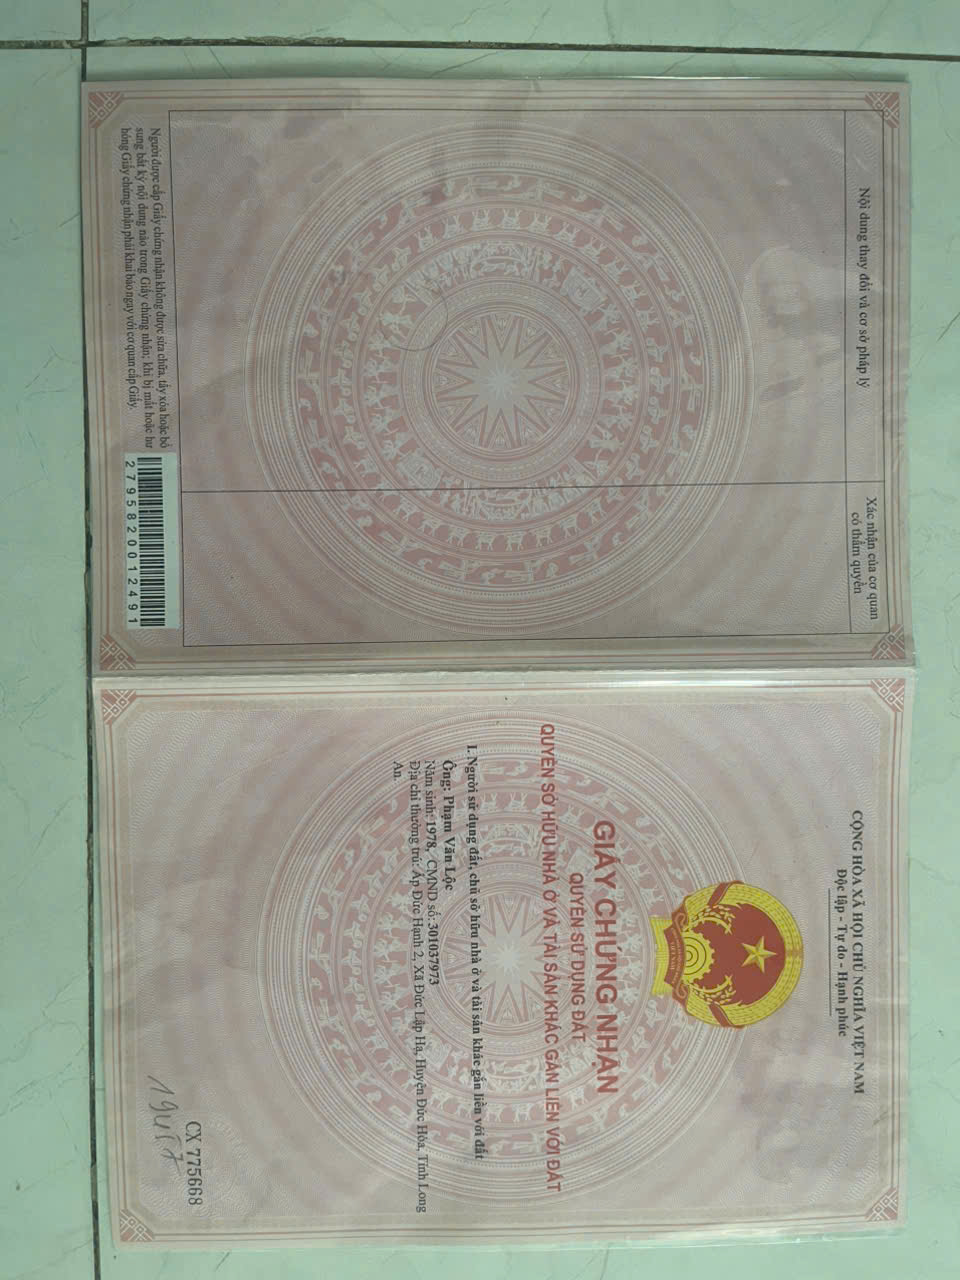 Nội dung thay đổi và cơ sở pháp lý
Xác nhận của cơ quan
có thẩm quyền
Người được cấp Giấy chứng nhận không được sửa chữa, tẩy xóa hoặc bổ
sung bất kỳ nội dung nào trong Giấy chứng nhận; khi bị mất hoặc hư
hỏng Giấy chứng nhận phải khai báo ngay với cơ quan cấp Giấy.
2795820012491
CỘNG HÒA XÃ HỘI CHỦ NGHĨA VIỆT NAM
Độc lập - Tự do - Hạnh phúc
GIẤY CHỨNG NHẬN
QUYỀN SỬ DỤNG ĐẤT
QUYỀN SỞ HỮU NHÀ Ở VÀ TÀI SẢN KHÁC GẮN LIỀN VỚI ĐẤT
I. Người sử dụng đất, chủ sở hữu nhà ở và tài sản khác gắn liền với đất
Ông: Phạm Văn Lộc
Năm sinh: 1978, CMND số: 301037973
Địa chỉ thường trú: Ấp Đức Hạnh 2, Xã Đức Lập Hạ, Huyện Đức Hòa, Tỉnh Long
An.
CX 775668